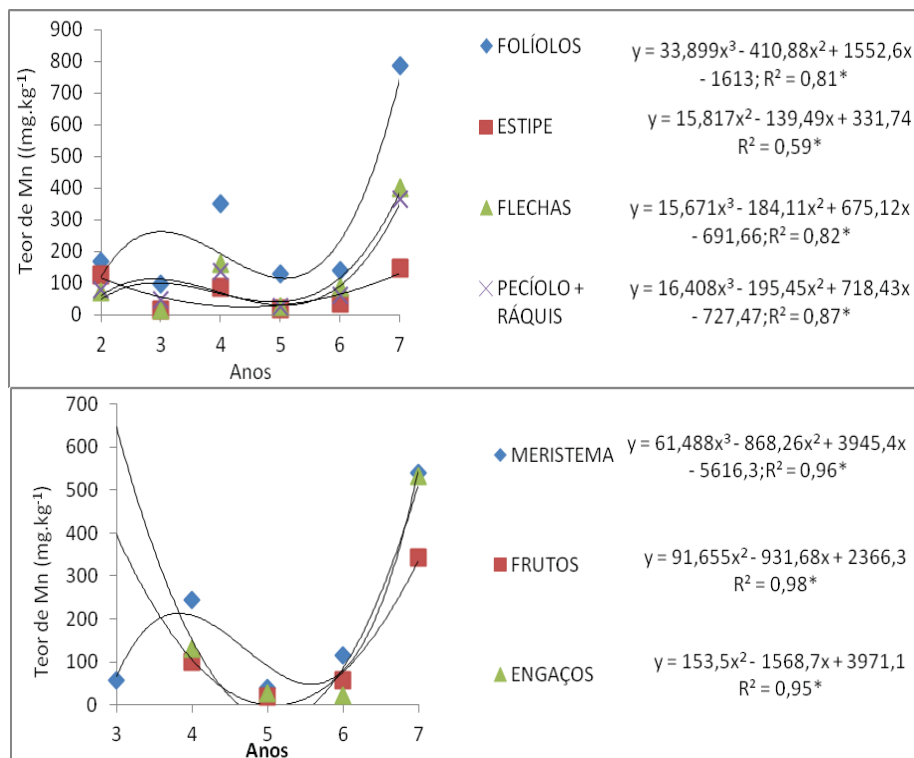 900
800
700
600
500
400
300
200
100
0
Teor de Mn ((mg.kg⁻¹)
2 3 4 5 6 7
Anos
FOLÍOLOS
y = 33,899x³ - 410,88x² + 1552,6x
- 1613; R² = 0,81*
ESTIPE
y = 15,817x² - 139,49x + 331,74
R² = 0,59*
FLECHAS
y = 15,671x³ - 184,11x² + 675,12x
- 691,66;R² = 0,82*
PECÍOLO +
RÁQUIS
y = 16,408x³ - 195,45x² + 718,43x
- 727,47;R² = 0,87*
700
600
500
400
300
200
100
0
Teor de Mn (mg.kg⁻¹)
3 4 5 6 7
Anos
MERISTEMA
y = 61,488x³ - 868,26x² + 3945,4x
- 5616,3;R² = 0,96*
FRUTOS
y = 91,655x² - 931,68x + 2366,3
R² = 0,98*
ENGAÇOS
y = 153,5x² - 1568,7x + 3971,1
R² = 0,95*